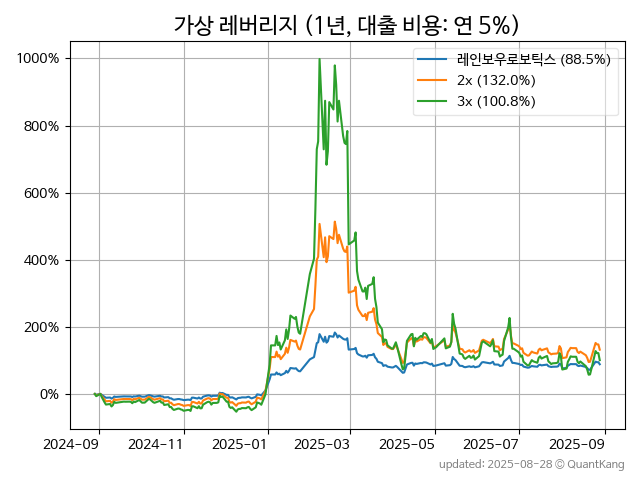 가상 레버리지 (1년, 대출 비용: 연 5%)
레인보우로보틱스 (88.5%)
2x (132.0%)
3x (100.8%)
1000%
800%
600%
400%
200%
0%
2024-09 2024-11 2025-01 2025-03 2025-05 2025-07 2025-09
updated: 2025-08-28 © QuantKang